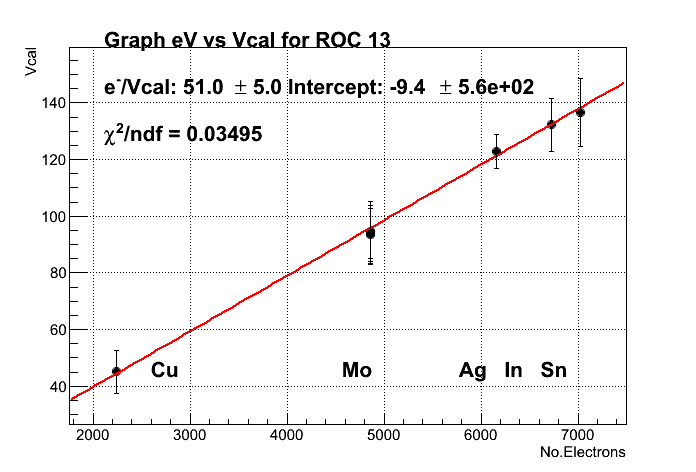 Graph eV vs Vcal for ROC 13
Vcal
e⁻/Vcal: 51.0 ± 5.0 Intercept: -9.4 ± 5.6e+02
χ²/ndf = 0.03495
140
120
100
80
60
40
Cu Mo Ag In Sn
2000 3000 4000 5000 6000 7000
No.Electrons